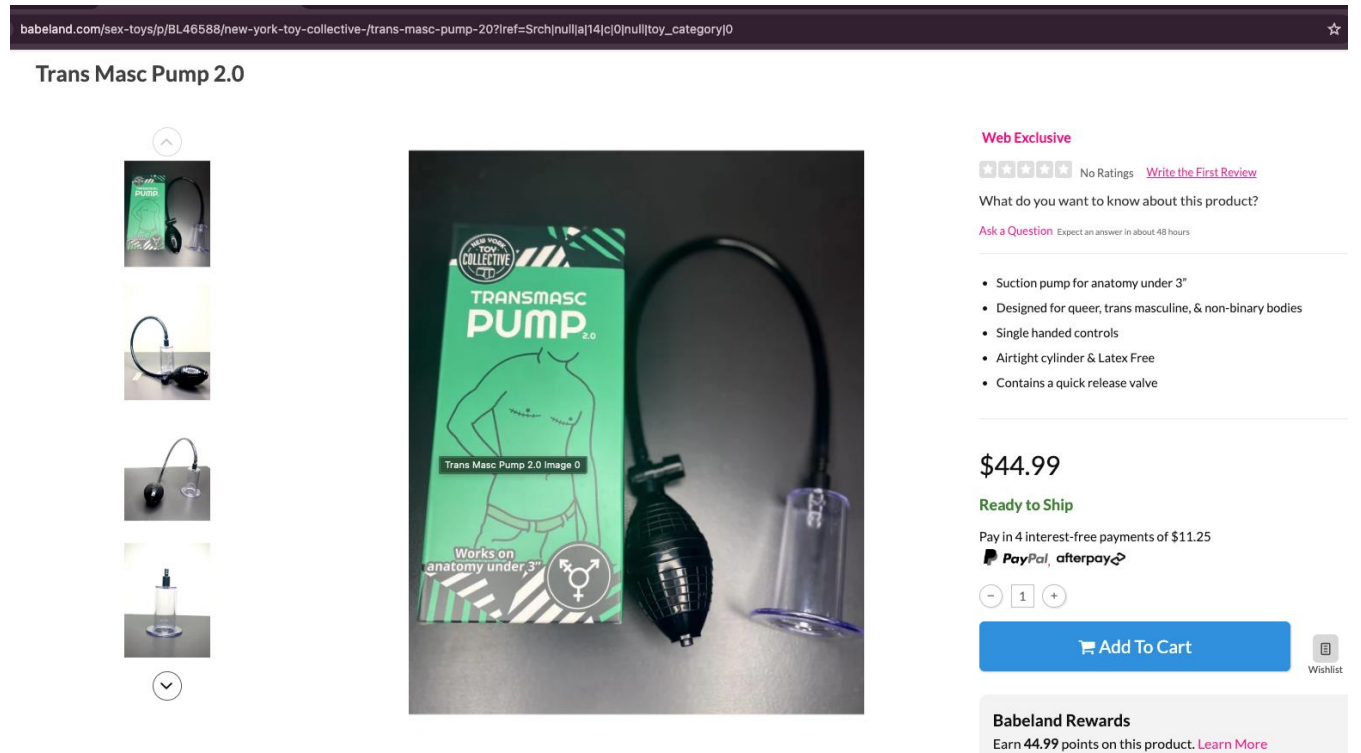 babeland.com/sex-toys/p/BL46588/new-york-toy-collective-/trans-masc-pump-20?lref=Srch|null|a|14|c|0|null|toy_category|0
Trans Masc Pump 2.0
PUMP
NEW YORK
TOY
COLLECTIVE
TRANSMASC
PUMP
2.0
Trans Masc Pump 2.0 Image 0
Works on
anatomy under 3"
Web Exclusive
No Ratings Write the First Review
What do you want to know about this product?
Ask a Question Expect an answer in about 48 hours
• Suction pump for anatomy under 3”
• Designed for queer, trans masculine, & non-binary bodies
• Single handed controls
• Airtight cylinder & Latex Free
• Contains a quick release valve
$44.99
Ready to Ship
Pay in 4 interest-free payments of $11.25
PayPal, afterpay
− 1 +
Add To Cart
Wishlist
Babeland Rewards
Earn 44.99 points on this product. Learn More